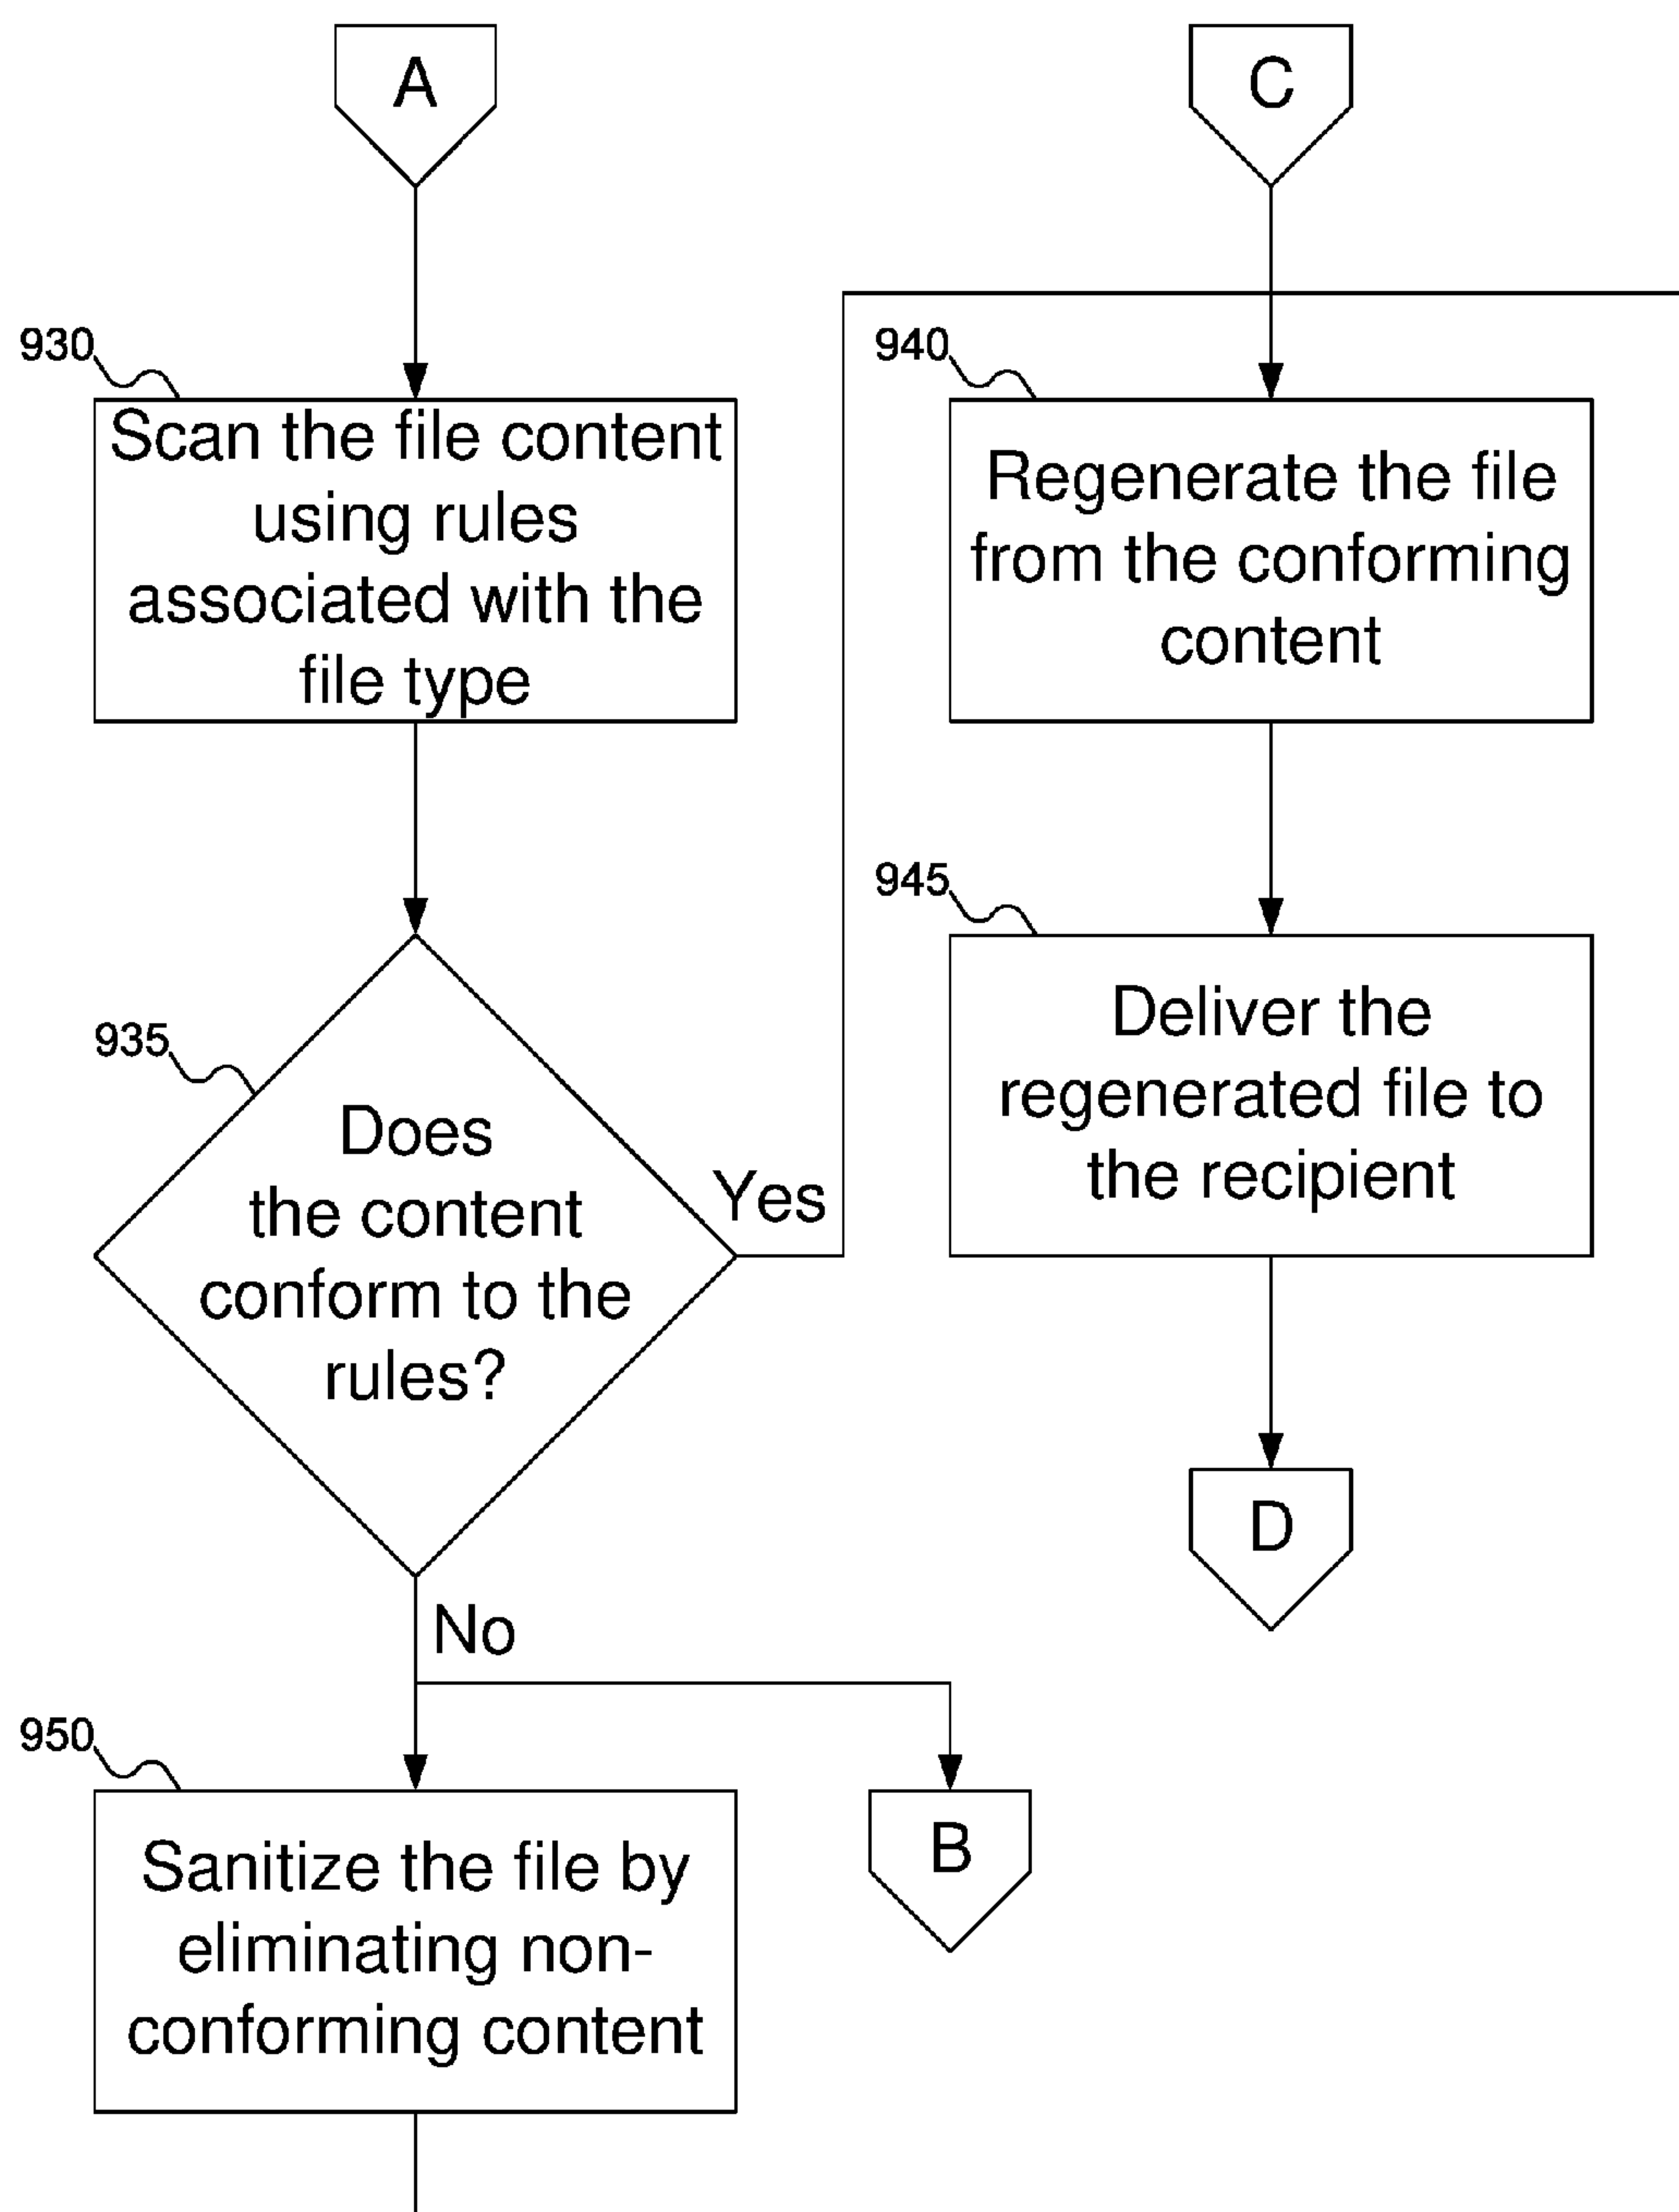 A
930
Scan the file content
using rules
associated with the
file type
935
Does
the content
conform to the
rules?
Yes
No
950
Sanitize the file by
eliminating non-
conforming content
B
C
940
Regenerate the file
from the conforming
content
945
Deliver the
regenerated file to
the recipient
D